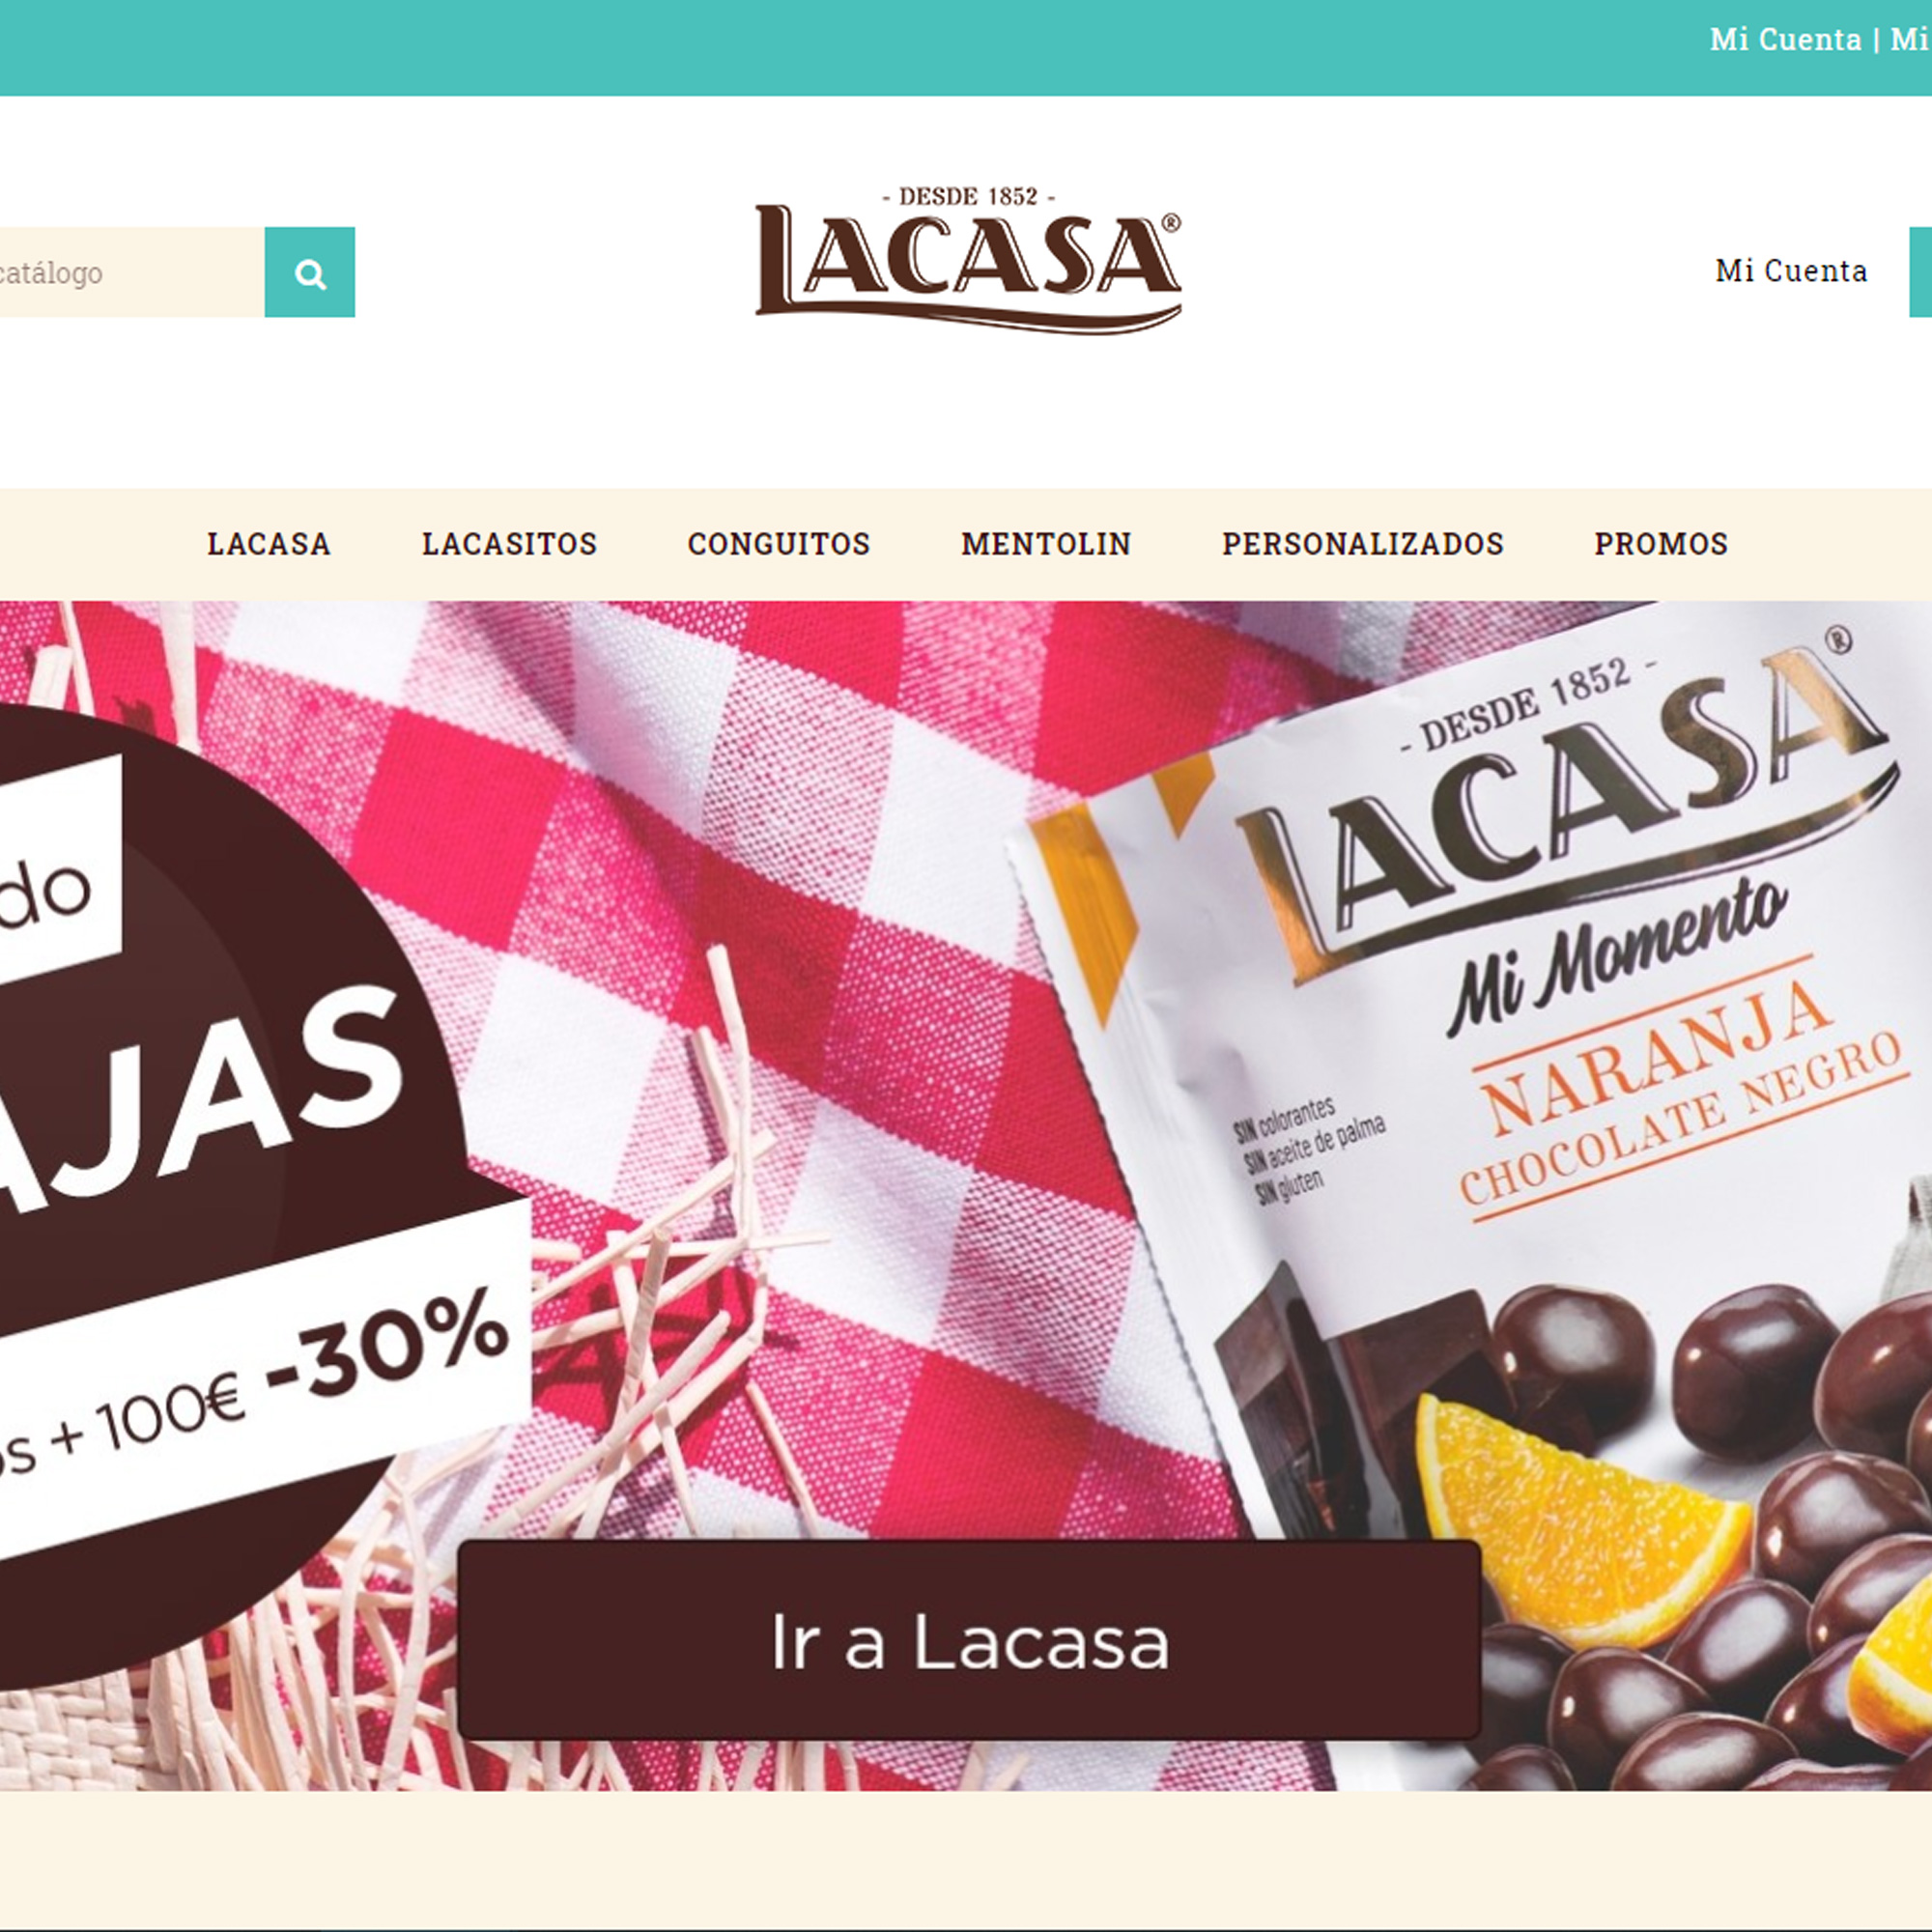 Mi Cuenta | Mi
catálogo
- DESDE 1852 -
LACASA®
Mi Cuenta
LACASA LACASITOS CONGUITOS MENTOLIN PERSONALIZADOS PROMOS
do
AJAS
os + 100€ -30%
- DESDE 1852 -
LACASA®
Mi Momento
NARANJA
CHOCOLATE NEGRO
SIN colorantes
SIN aceite de palma
SIN gluten
Ir a Lacasa